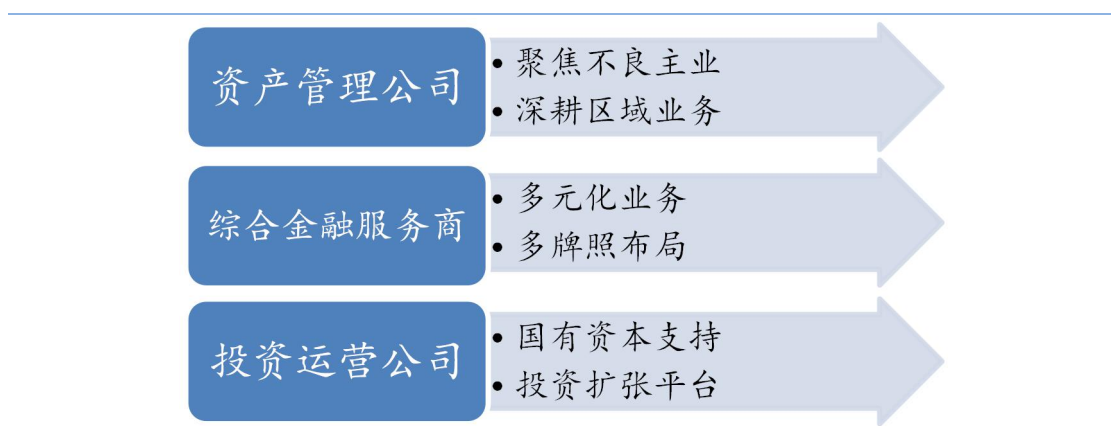 资产管理公司
• 聚焦不良主业
• 深耕区域业务
综合金融服务商
• 多元化业务
• 多牌照布局
投资运营公司
• 国有资本支持
• 投资扩张平台